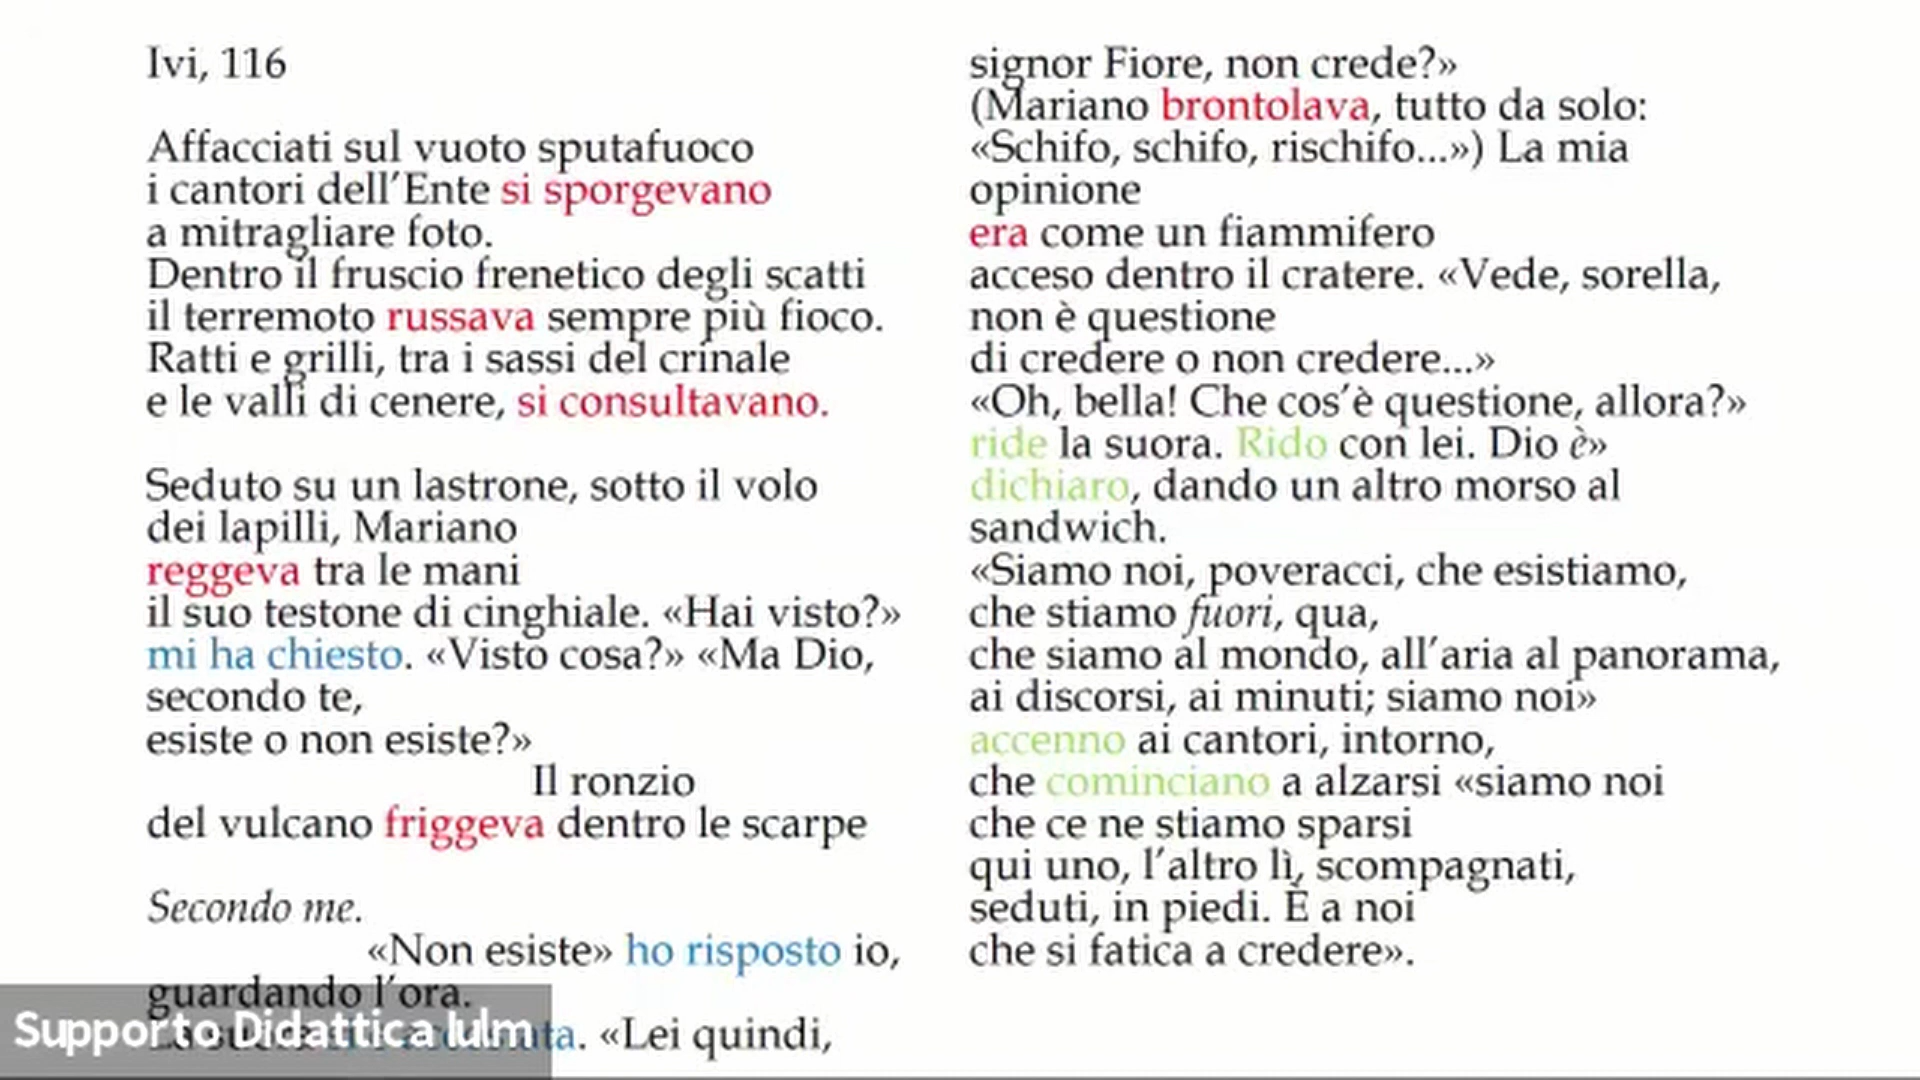 Ivi, 116
Affacciati sul vuoto sputafuoco
i cantori dell'Ente si sporgevano
a mitragliare foto.
Dentro il fruscio frenetico degli scatti
il terremoto russava sempre più fioco.
Ratti e grilli, tra i sassi del crinale
e le valli di cenere, si consultavano.
Seduto su un lastrone, sotto il volo
dei lapilli, Mariano
reggeva tra le mani
il suo testone di cinghiale. «Hai visto?»
mi ha chiesto. «Visto cosa?» «Ma Dio,
secondo te,
esiste o non esiste?»
Il ronzio
del vulcano friggeva dentro le scarpe
Secondo me.
«Non esiste» ho risposto io,
guardando l'ora.
. «Lei quindi,
signor Fiore, non crede?»
(Mariano brontolava, tutto da solo:
«Schifo, schifo, rischifo...») La mia
opinione
era come un fiammifero
acceso dentro il cratere. «Vede, sorella,
non è questione
di credere o non credere...»
«Oh, bella! Che cos'è questione, allora?»
ride la suora. Rido con lei. Dio è»
dichiaro, dando un altro morso al
sandwich.
«Siamo noi, poveracci, che esistiamo,
che stiamo fuori, qua,
che siamo al mondo, all'aria al panorama,
ai discorsi, ai minuti; siamo noi»
accenno ai cantori, intorno,
che cominciano a alzarsi «siamo noi
che ce ne stiamo sparsi
qui uno, l'altro lì, scompagnati,
seduti, in piedi. È a noi
che si fatica a credere».
Supporto Didattica Iulm